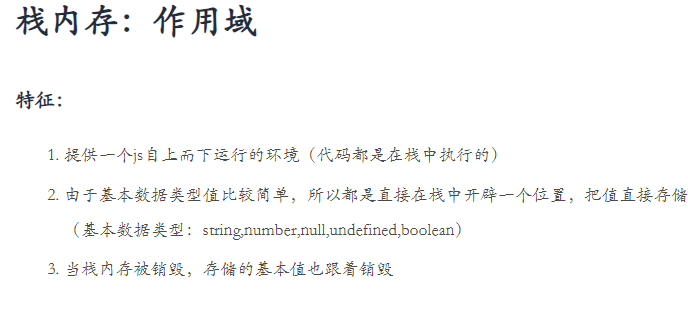 栈内存：作用域
特征：
1. 提供一个js自上而下运行的环境（代码都是在栈中执行的）
2. 由于基本数据类型值比较简单，所以都是直接在栈中开辟一个位置，把值直接存储
（基本数据类型：string,number,null,undefined,boolean）
3. 当栈内存被销毁，存储的基本值也跟着销毁